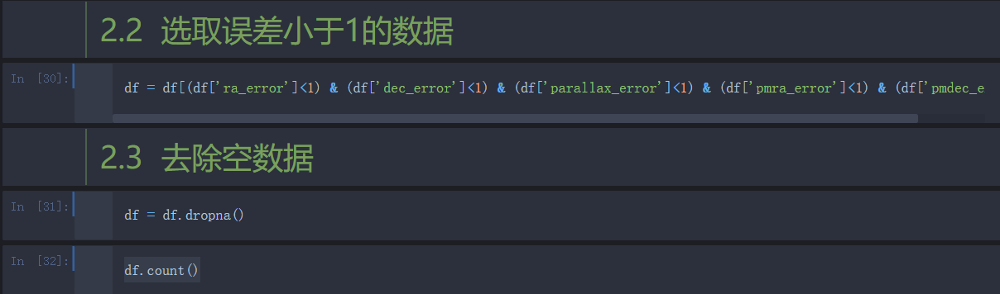 2.2 选取误差小于1的数据
In [30]: df = df[(df['ra_error']<1) & (df['dec_error']<1) & (df['parallax_error']<1) & (df['pmra_error']<1) & (df['pmdec_e
2.3 去除空数据
In [31]: df = df.dropna()
In [32]: df.count()